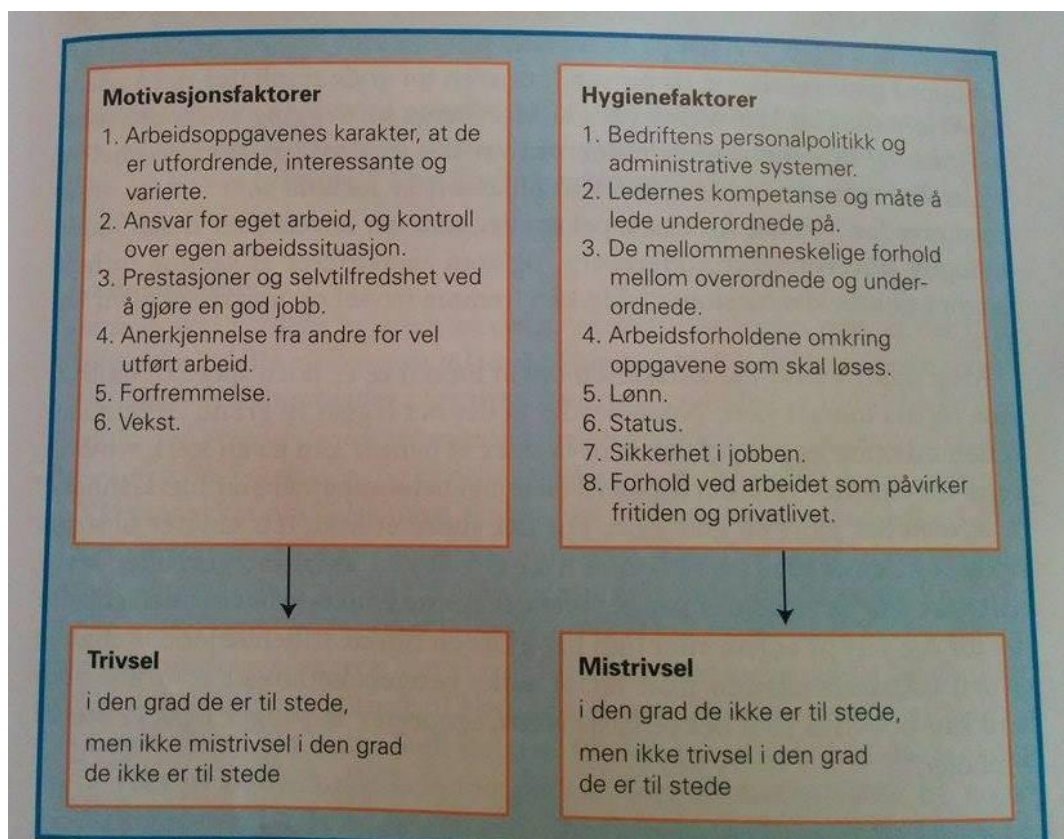 Motivasjonsfaktorer
1. Arbeidsoppgavenes karakter, at de
er utfordrende, interessante og
varierte.
2. Ansvar for eget arbeid, og kontroll
over egen arbeidssituasjon.
3. Prestasjoner og selvtilfredshet ved
å gjøre en god jobb.
4. Anerkjennelse fra andre for vel
utført arbeid.
5. Forfremmelse.
6. Vekst.
Trivsel
i den grad de er til stede,
men ikke mistrivsel i den grad
de ikke er til stede
Hygienefaktorer
1. Bedriftens personalpolitikk og
administrative systemer.
2. Ledernes kompetanse og måte å
lede underordnede på.
3. De mellommenneskelige forhold
mellom overordnede og under-
ordnede.
4. Arbeidsforholdene omkring
oppgavene som skal løses.
5. Lønn.
6. Status.
7. Sikkerhet i jobben.
8. Forhold ved arbeidet som påvirker
fritiden og privatlivet.
Mistrivsel
i den grad de ikke er til stede,
men ikke trivsel i den grad
de er til stede